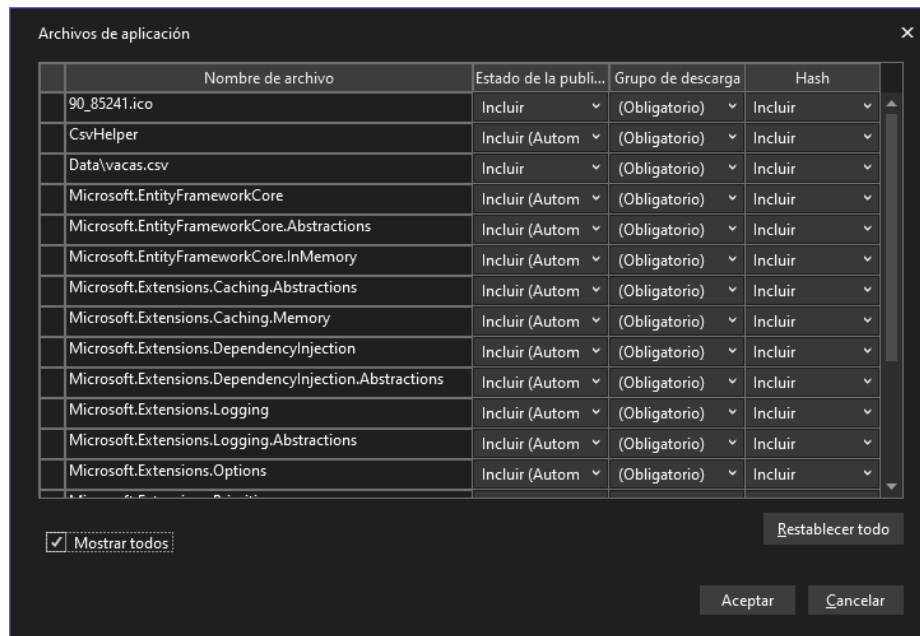 Archivos de aplicación
Nombre de archivo Estado de la publi... Grupo de descarga Hash
90_85241.ico Incluir (Obligatorio) Incluir
CsvHelper Incluir (Autom (Obligatorio) Incluir
Data\vacas.csv Incluir (Obligatorio) Incluir
Microsoft.EntityFrameworkCore Incluir (Autom (Obligatorio) Incluir
Microsoft.EntityFrameworkCore.Abstractions Incluir (Autom (Obligatorio) Incluir
Microsoft.EntityFrameworkCore.InMemory Incluir (Autom (Obligatorio) Incluir
Microsoft.Extensions.Caching.Abstractions Incluir (Autom (Obligatorio) Incluir
Microsoft.Extensions.Caching.Memory Incluir (Autom (Obligatorio) Incluir
Microsoft.Extensions.DependencyInjection Incluir (Autom (Obligatorio) Incluir
Microsoft.Extensions.DependencyInjection.Abstractions Incluir (Autom (Obligatorio) Incluir
Microsoft.Extensions.Logging Incluir (Autom (Obligatorio) Incluir
Microsoft.Extensions.Logging.Abstractions Incluir (Autom (Obligatorio) Incluir
Microsoft.Extensions.Options Incluir (Autom (Obligatorio) Incluir
Restablecer todo
Mostrar todos
Aceptar Cancelar